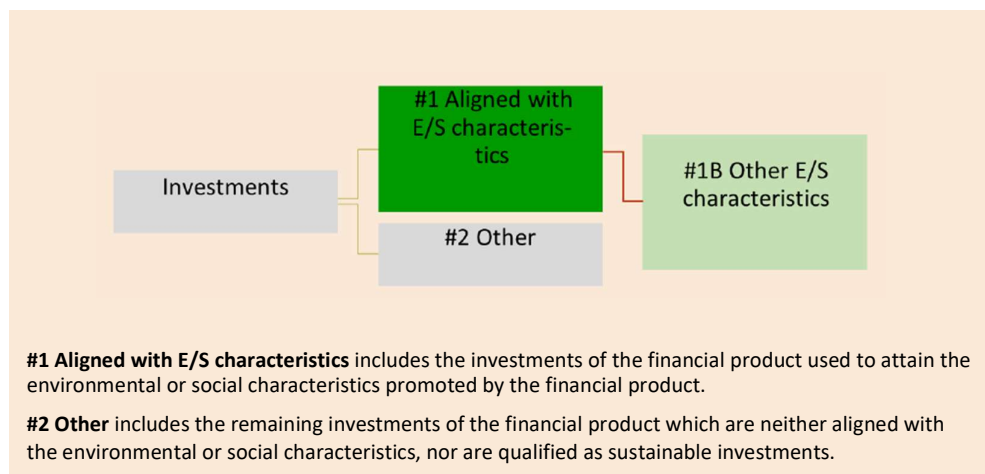 #1 Aligned with
E/S characteris-
tics
Investments
#1B Other E/S
characteristics
#2 Other
#1 Aligned with E/S characteristics includes the investments of the financial product used to attain the
environmental or social characteristics promoted by the financial product.
#2 Other includes the remaining investments of the financial product which are neither aligned with
the environmental or social characteristics, nor are qualified as sustainable investments.